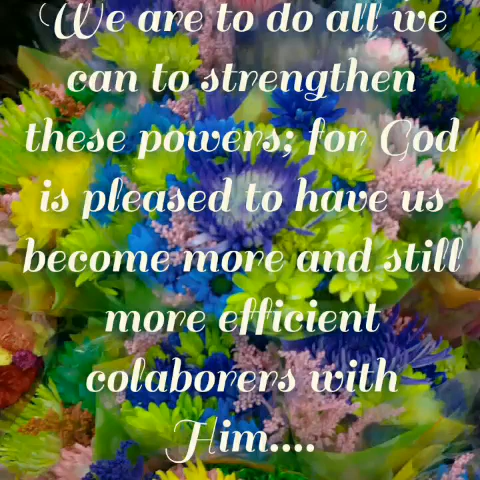 We are to do all we
can to strengthen
these powers; for God
is pleased to have us
become more and still
more efficient
colaborers with
Him....